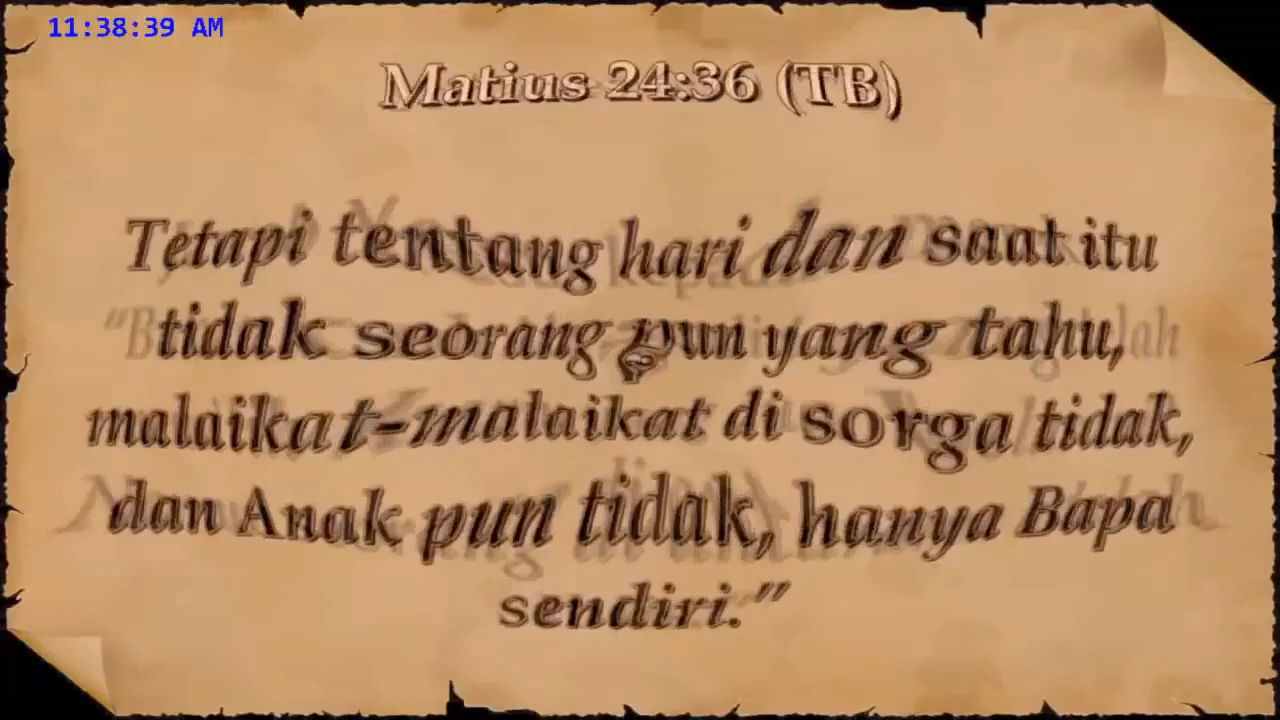 11:38:39 AM
Matius 24:36 (TB)
Tetapi tentang hari dan saat itu
tidak seorang pun yang tahu,
malaikat-malaikat di sorga tidak,
dan Anak pun tidak, hanya Bapa
sendiri.”